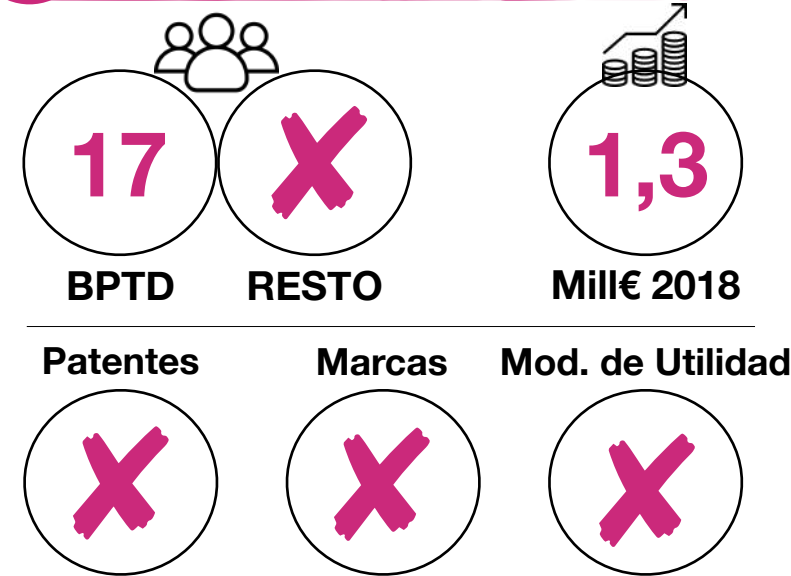 17
1,3
BPTD
RESTO
Mill€ 2018
Patentes
Marcas
Mod. de Utilidad